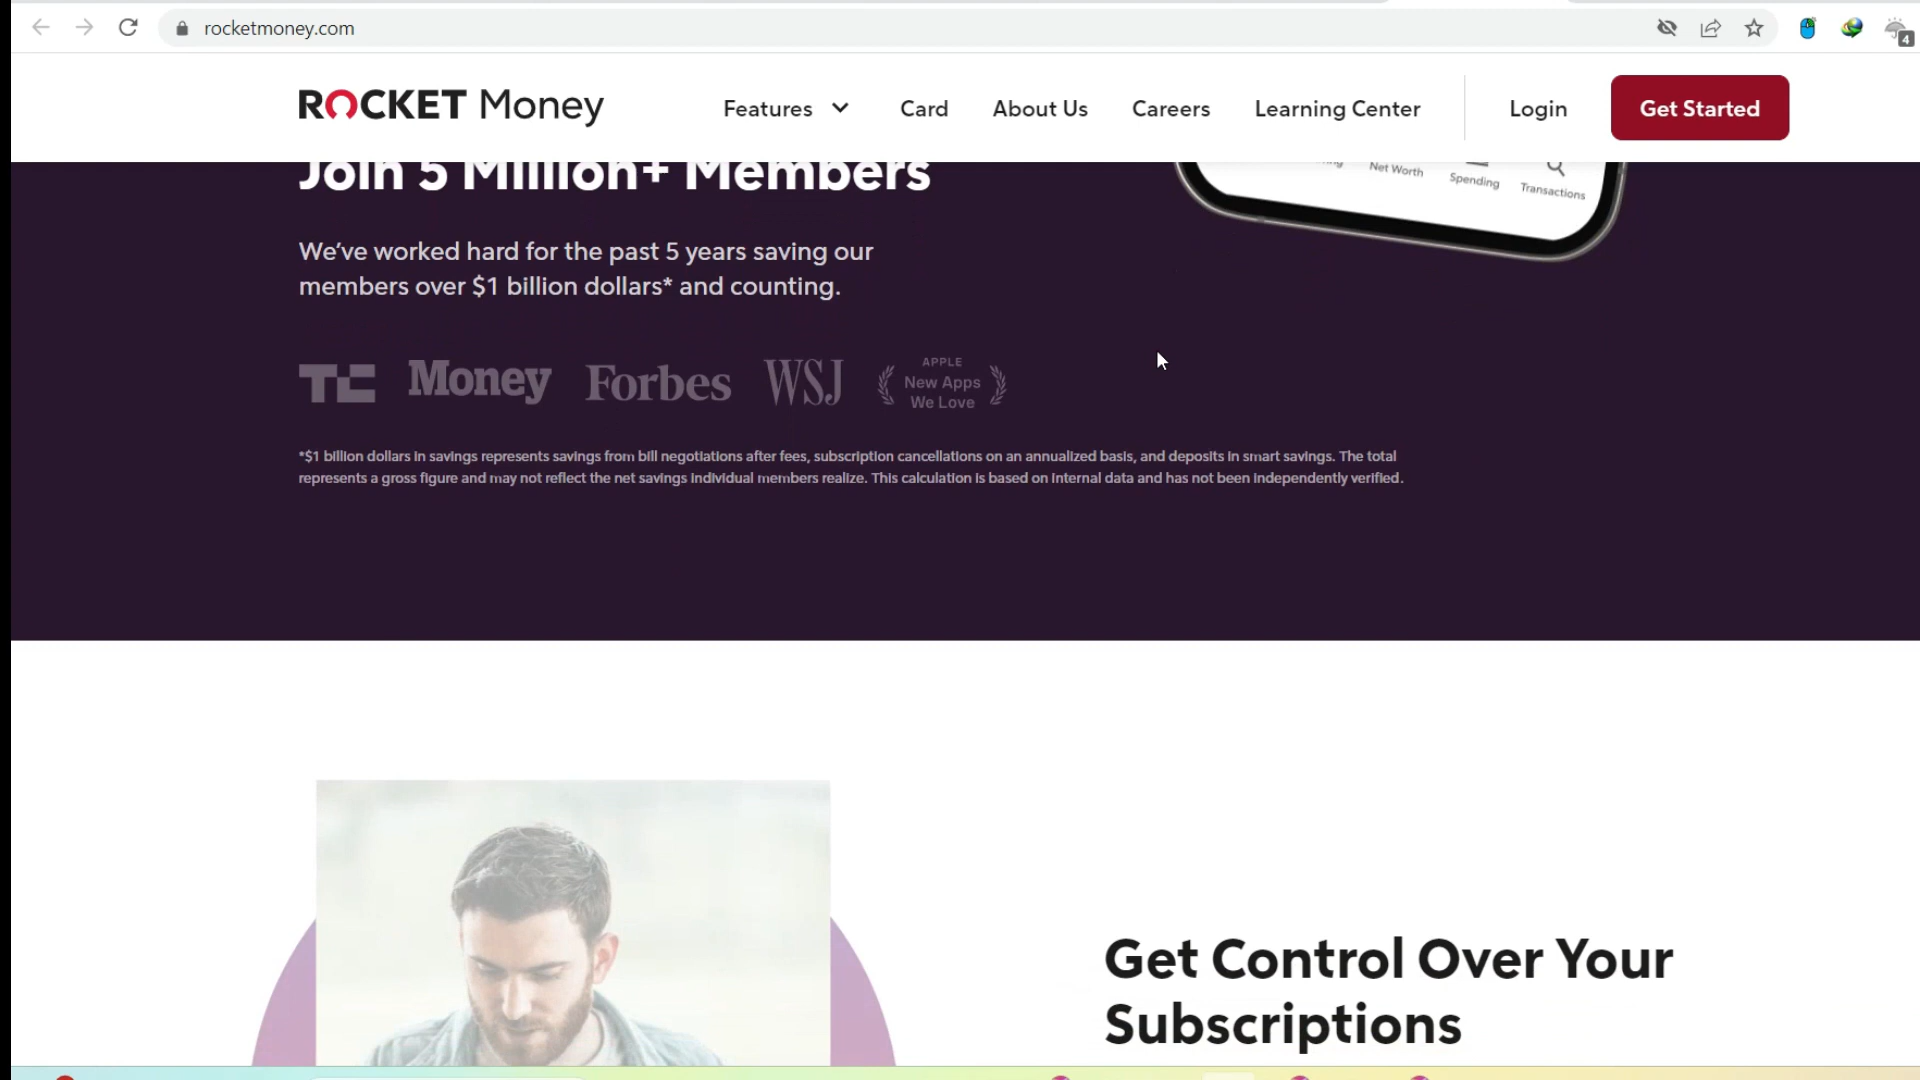 rocketmoney.com
4
ROCKET Money
Features
Card
About Us
Careers
Learning Center
Login
Get Started
Join 5 Million+ Members
Net Worth
Spending
Transactions
We've worked hard for the past 5 years saving our
members over $1 billion dollars* and counting.
TC
Money
Forbes
WSJ
APPLE
New Apps
We Love
*$1 billion dollars in savings represents savings from bill negotiations after fees, subscription cancellations on an annualized basis, and deposits in smart savings. The total
represents a gross figure and may not reflect the net savings individual members realize. This calculation is based on internal data and has not been independently verified.
Get Control Over Your
Subscriptions